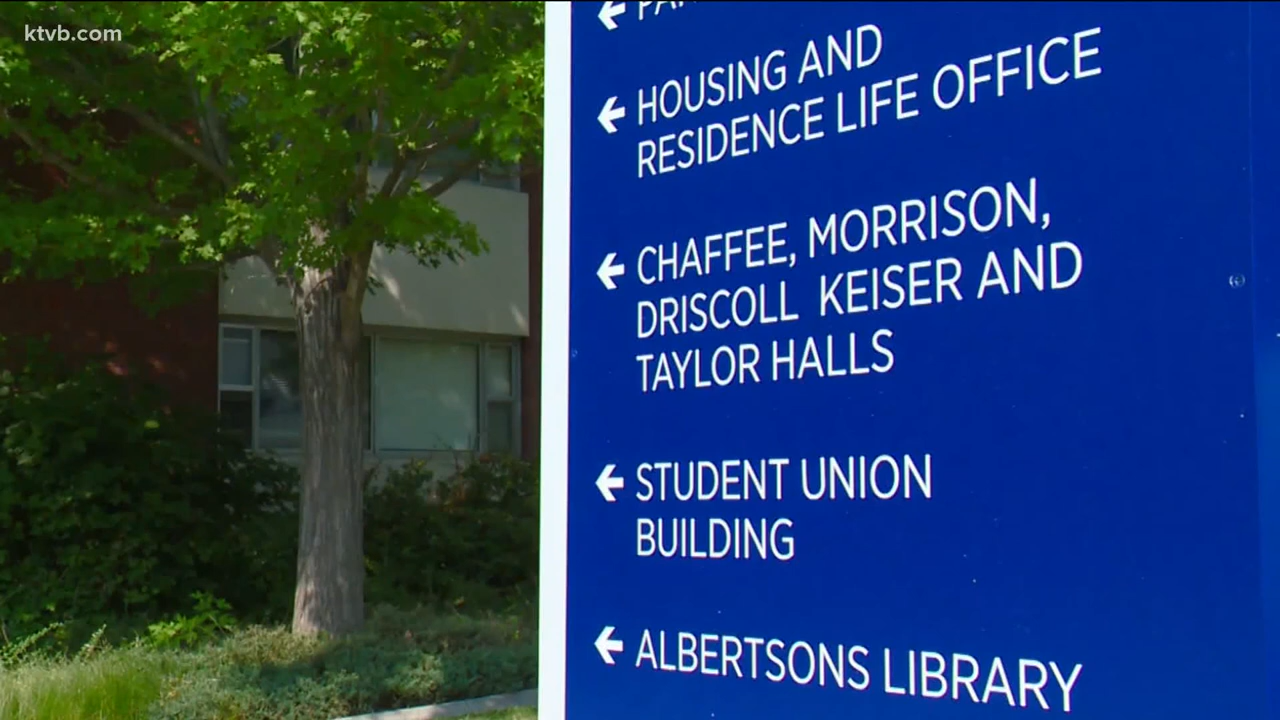 ktvb.com
HOUSING AND
RESIDENCE LIFE OFFICE
CHAFFEE, MORRISON,
DRISCOLL KEISER AND
TAYLOR HALLS
STUDENT UNION
BUILDING
ALBERTSONS LIBRARY